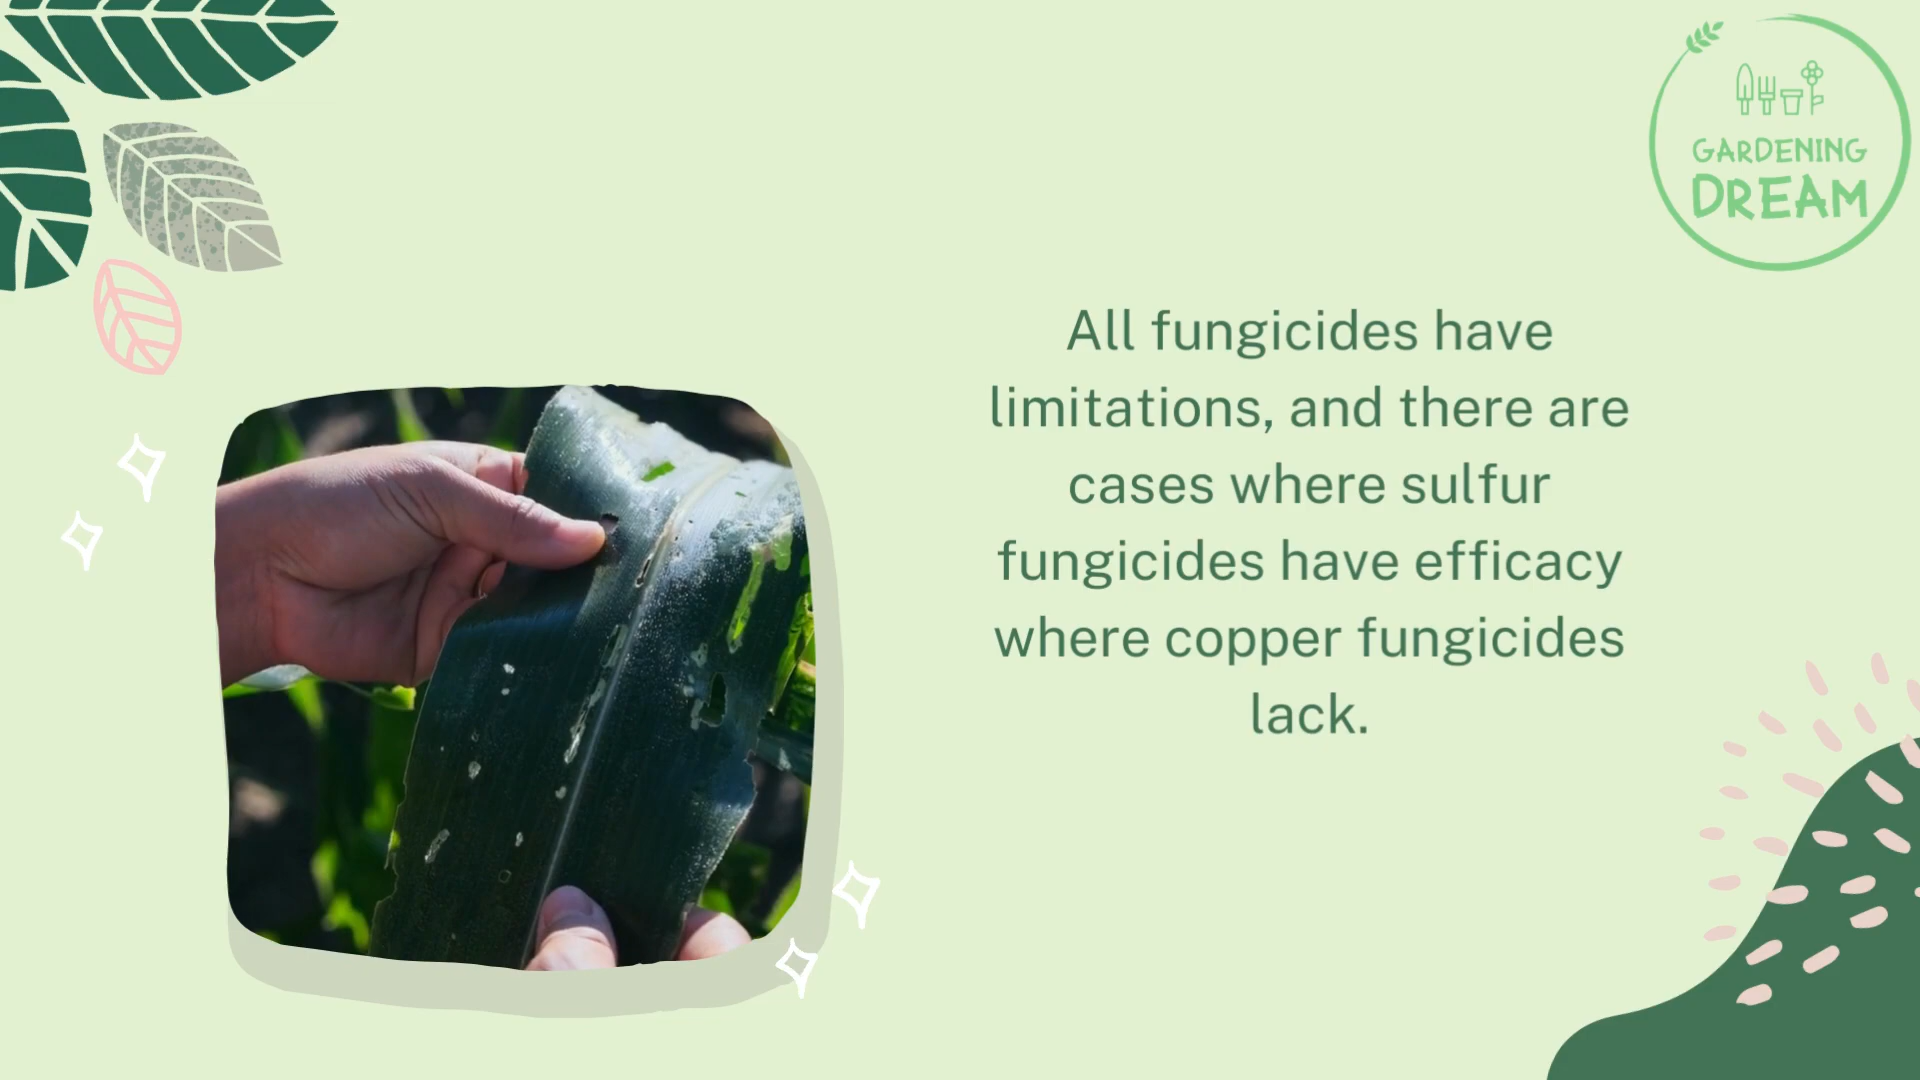 GARDENING
DREAM
All fungicides have
limitations, and there are
cases where sulfur
fungicides have efficacy
where copper fungicides
lack.